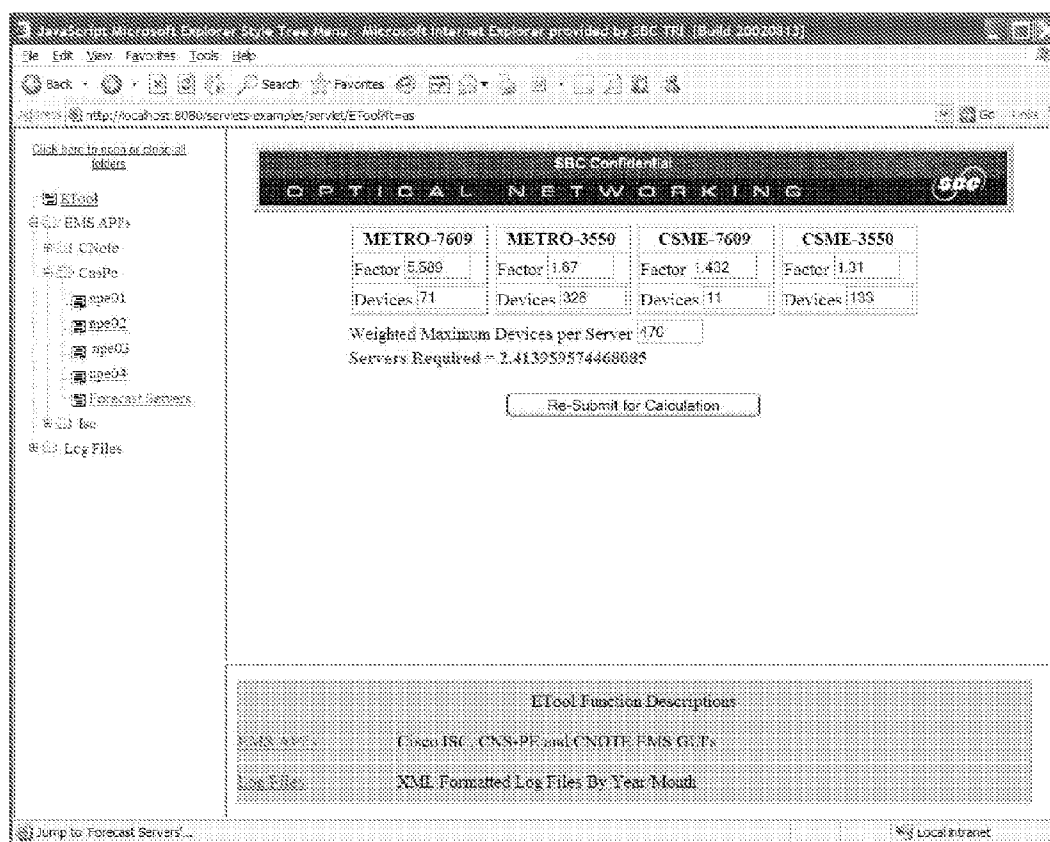 JavaScript Microsoft Explorer Style Tree Menu - Microsoft Internet Explorer provided by SBC TRI [Build 20020813]
File Edit View Favorites Tools Help
Back Search Favorites
Address http://localhost:8080/servlets-examples/servlet/ETool?ft=as Go Links
Click here to open or close all folders
ETool
EMS API's
CNote
CnsPe
npe01
npe02
npe03
npe04
Forecast Servers
Isc
Log Files
SBC Confidential
OPTICAL NETWORKING
SBC
METRO-7609 METRO-3550 CSME-7609 CSME-3550
Factor 5.589 Factor 1.67 Factor 1.432 Factor 1.31
Devices 71 Devices 328 Devices 11 Devices 133
Weighted Maximum Devices per Server 470
Servers Required = 2.413959574468085
Re-Submit for Calculation
ETool Function Descriptions
EMS API's Cisco ISC, CNS-PE and CNOTE EMS GUI's
Log Files XML Formatted Log Files By Year/Month
Jump to 'Forecast Servers'... Local intranet